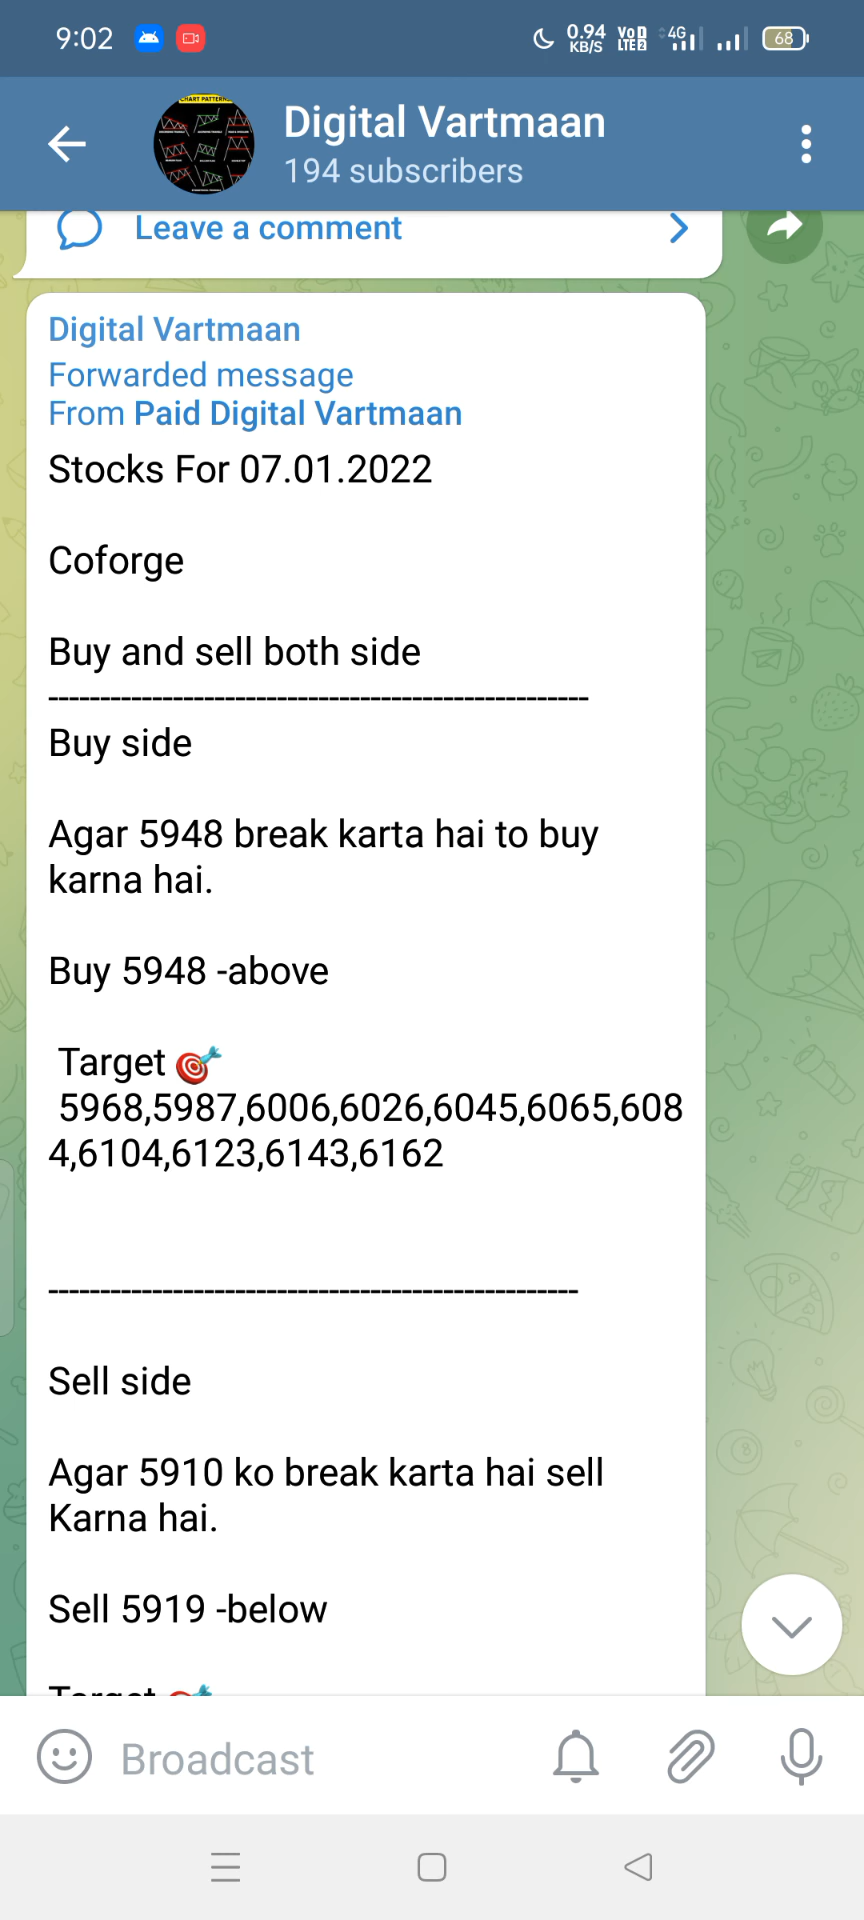 9:02
0.94
KB/S
4G
68
CHART PATTERNS
Digital Vartmaan
194 subscribers
Leave a comment
Digital Vartmaan
Forwarded message
From Paid Digital Vartmaan
Stocks For 07.01.2022
Coforge
Buy and sell both side
----------------------------------------------------
Buy side
Agar 5948 break karta hai to buy
karna hai.
Buy 5948 -above
Target 🎯
5968,5987,6006,6026,6045,6065,608
4,6104,6123,6143,6162
---------------------------------------------------
Sell side
Agar 5910 ko break karta hai sell
Karna hai.
Sell 5919 -below
Target 🎯
Broadcast